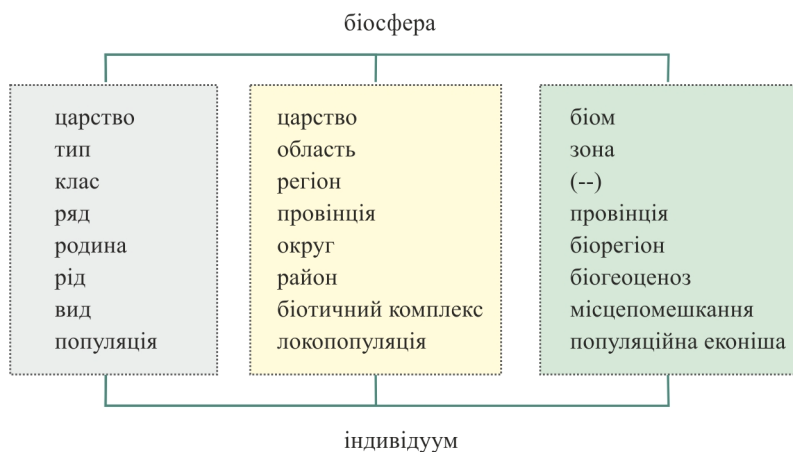 біосфера
царство
тип
клас
ряд
родина
рід
вид
популяція
царство
область
регіон
провінція
округ
район
біотичний комплекс
локопопуляція
біом
зона
(--)
провінція
біорегіон
біогеоценоз
місцепомешкання
популяційна еконіша
індивідуум